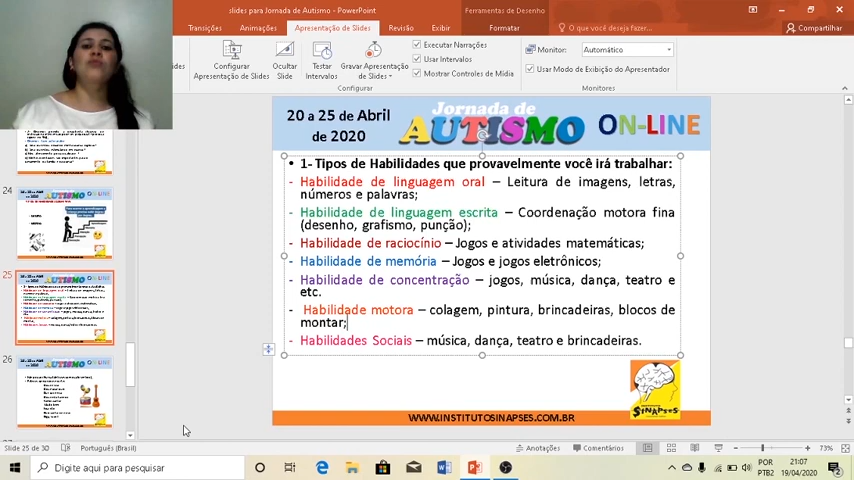 slides para Jornada de Autismo - PowerPoint
Ferramentas de Desenho
Transições
Animações
Apresentação de Slides
Revisão
Exibir
Formatar
O que você deseja fazer...
Compartilhar
Configurar Apresentação de Slides
Ocultar Slide
Testar Intervalos
Gravar Apresentação de Slides
Executar Narrações
Usar Intervalos
Mostrar Controles de Mídia
Configurar
Monitor:
Automático
Usar Modo de Exibição do Apresentador
Monitores
24
25
26
20 a 25 de Abril
de 2020
Jornada de
AUTISMO
ON-LINE
• 1- Tipos de Habilidades que provavelmente você irá trabalhar:
- Habilidade de linguagem oral – Leitura de imagens, letras,
números e palavras;
- Habilidade de linguagem escrita – Coordenação motora fina
(desenho, grafismo, punção);
- Habilidade de raciocínio – Jogos e atividades matemáticas;
- Habilidade de memória – Jogos e jogos eletrônicos;
- Habilidade de concentração – jogos, música, dança, teatro e
etc.
- Habilidade motora – colagem, pintura, brincadeiras, blocos de
montar;
- Habilidades Sociais – música, dança, teatro e brincadeiras.
SINAPSES
WWW.INSTITUTOSINAPSES.COM.BR
Slide 25 de 30
Português (Brasil)
Anotações
Comentários
73%
Digite aqui para pesquisar
POR
PTB2
21:07
19/04/2020
2